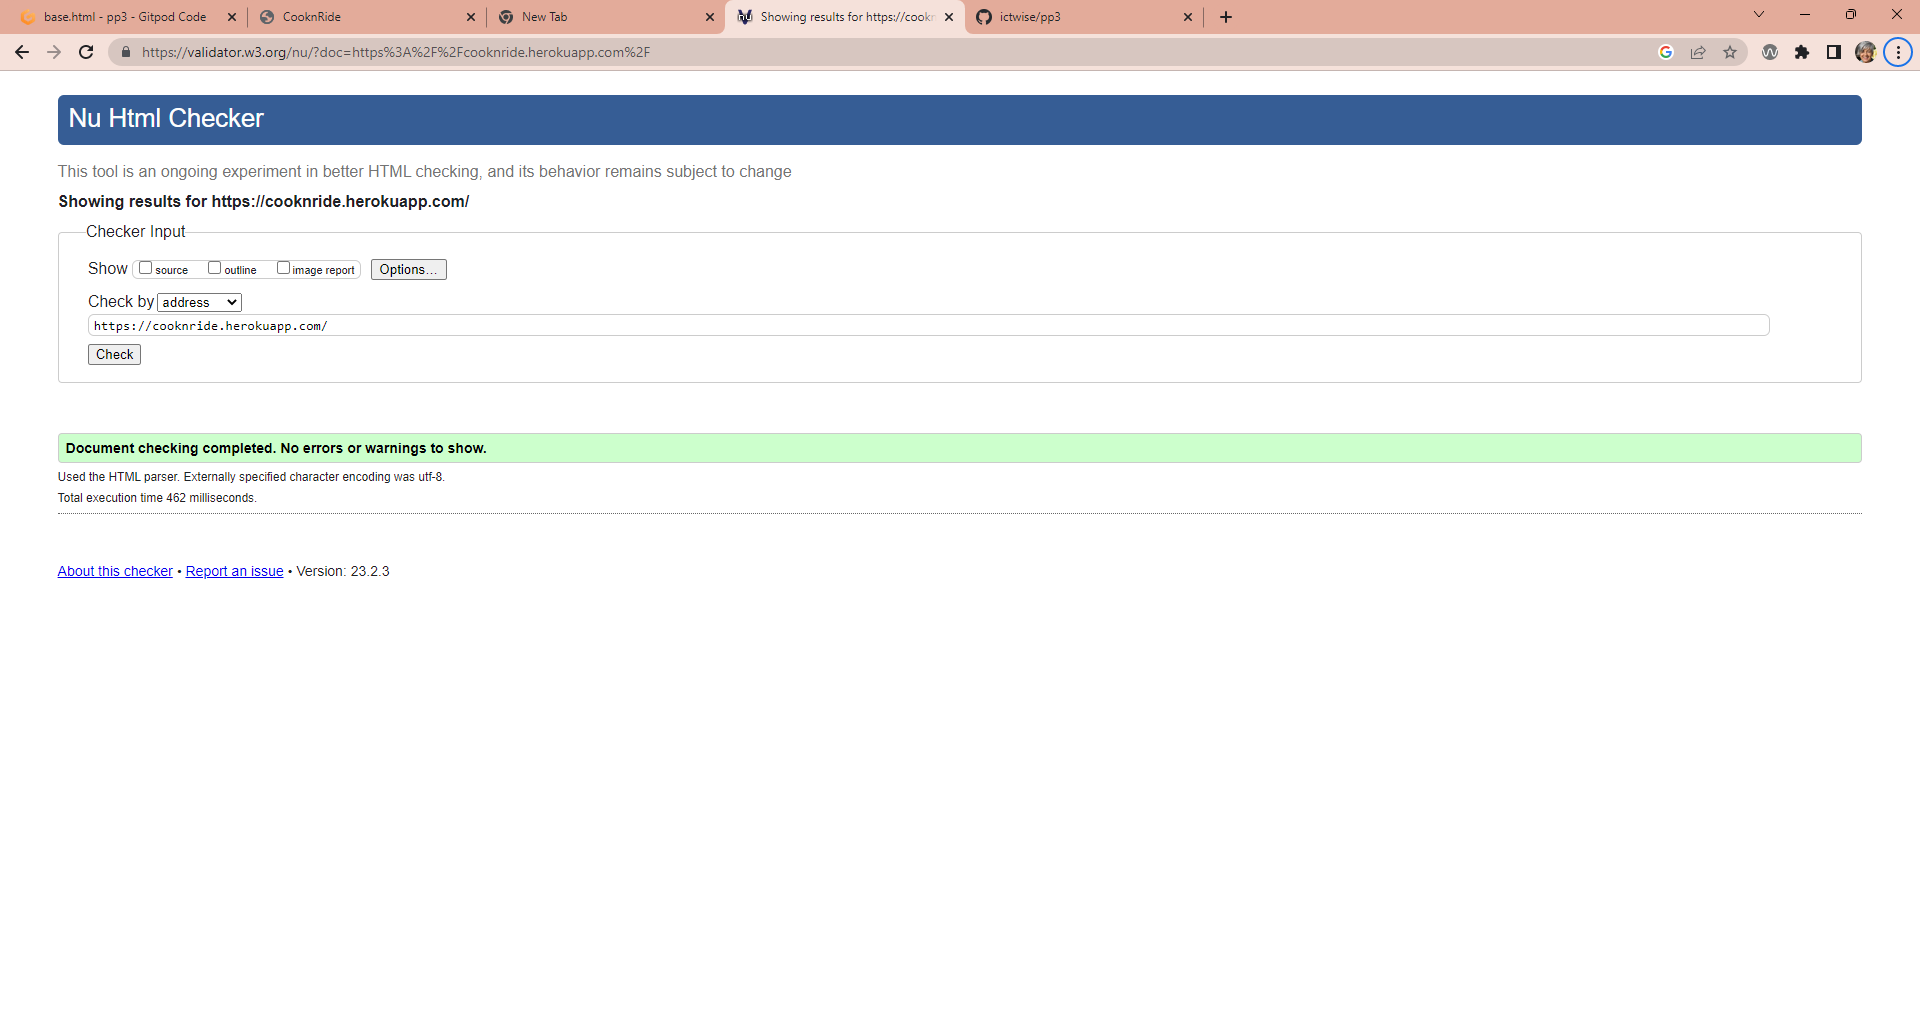 base.html - pp3 - Gitpod Code
CooknRide
New Tab
Showing results for https://cookn
ictwise/pp3
https://validator.w3.org/nu/?doc=https%3A%2F%2Fcooknride.herokuapp.com%2F
Nu Html Checker
This tool is an ongoing experiment in better HTML checking, and its behavior remains subject to change
Showing results for https://cooknride.herokuapp.com/
Checker Input
Show source outline image report Options...
Check by address
https://cooknride.herokuapp.com/
Check
Document checking completed. No errors or warnings to show.
Used the HTML parser. Externally specified character encoding was utf-8.
Total execution time 462 milliseconds.
About this checker • Report an issue • Version: 23.2.3